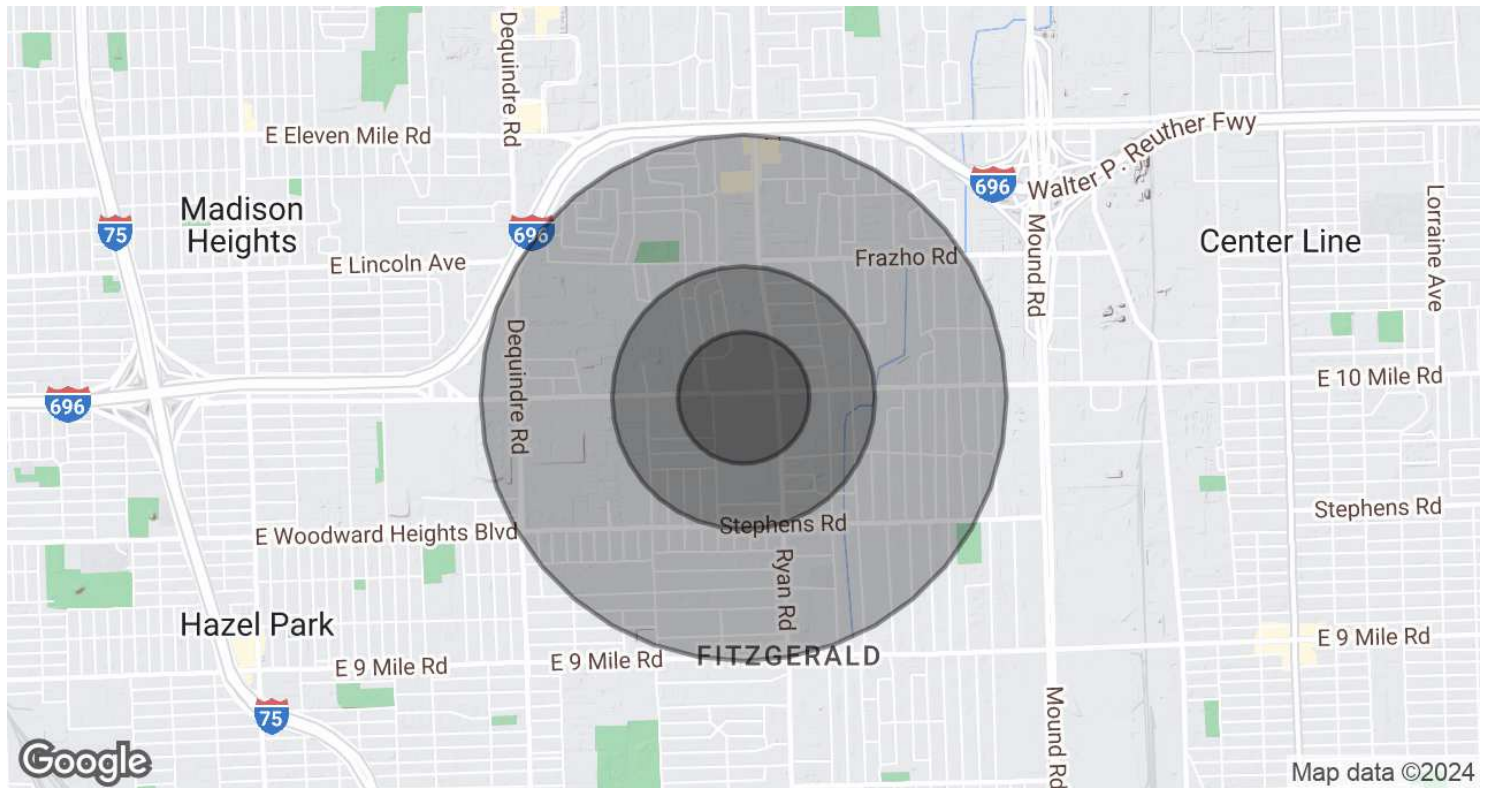 Dequindre Rd
E Eleven Mile Rd
Walter P. Reuther Fwy
696
Madison
Heights
75
696
Lorraine Ave
Mound Rd
Center Line
Frazho Rd
E Lincoln Ave
Dequindre Rd
E 10 Mile Rd
696
Stephens Rd
Stephens Rd
E Woodward Heights Blvd
Ryan Rd
Hazel Park
E 9 Mile Rd
FITZGERALD
E 9 Mile Rd
E 9 Mile Rd
75
Mound Rd
Google
Map data ©2024